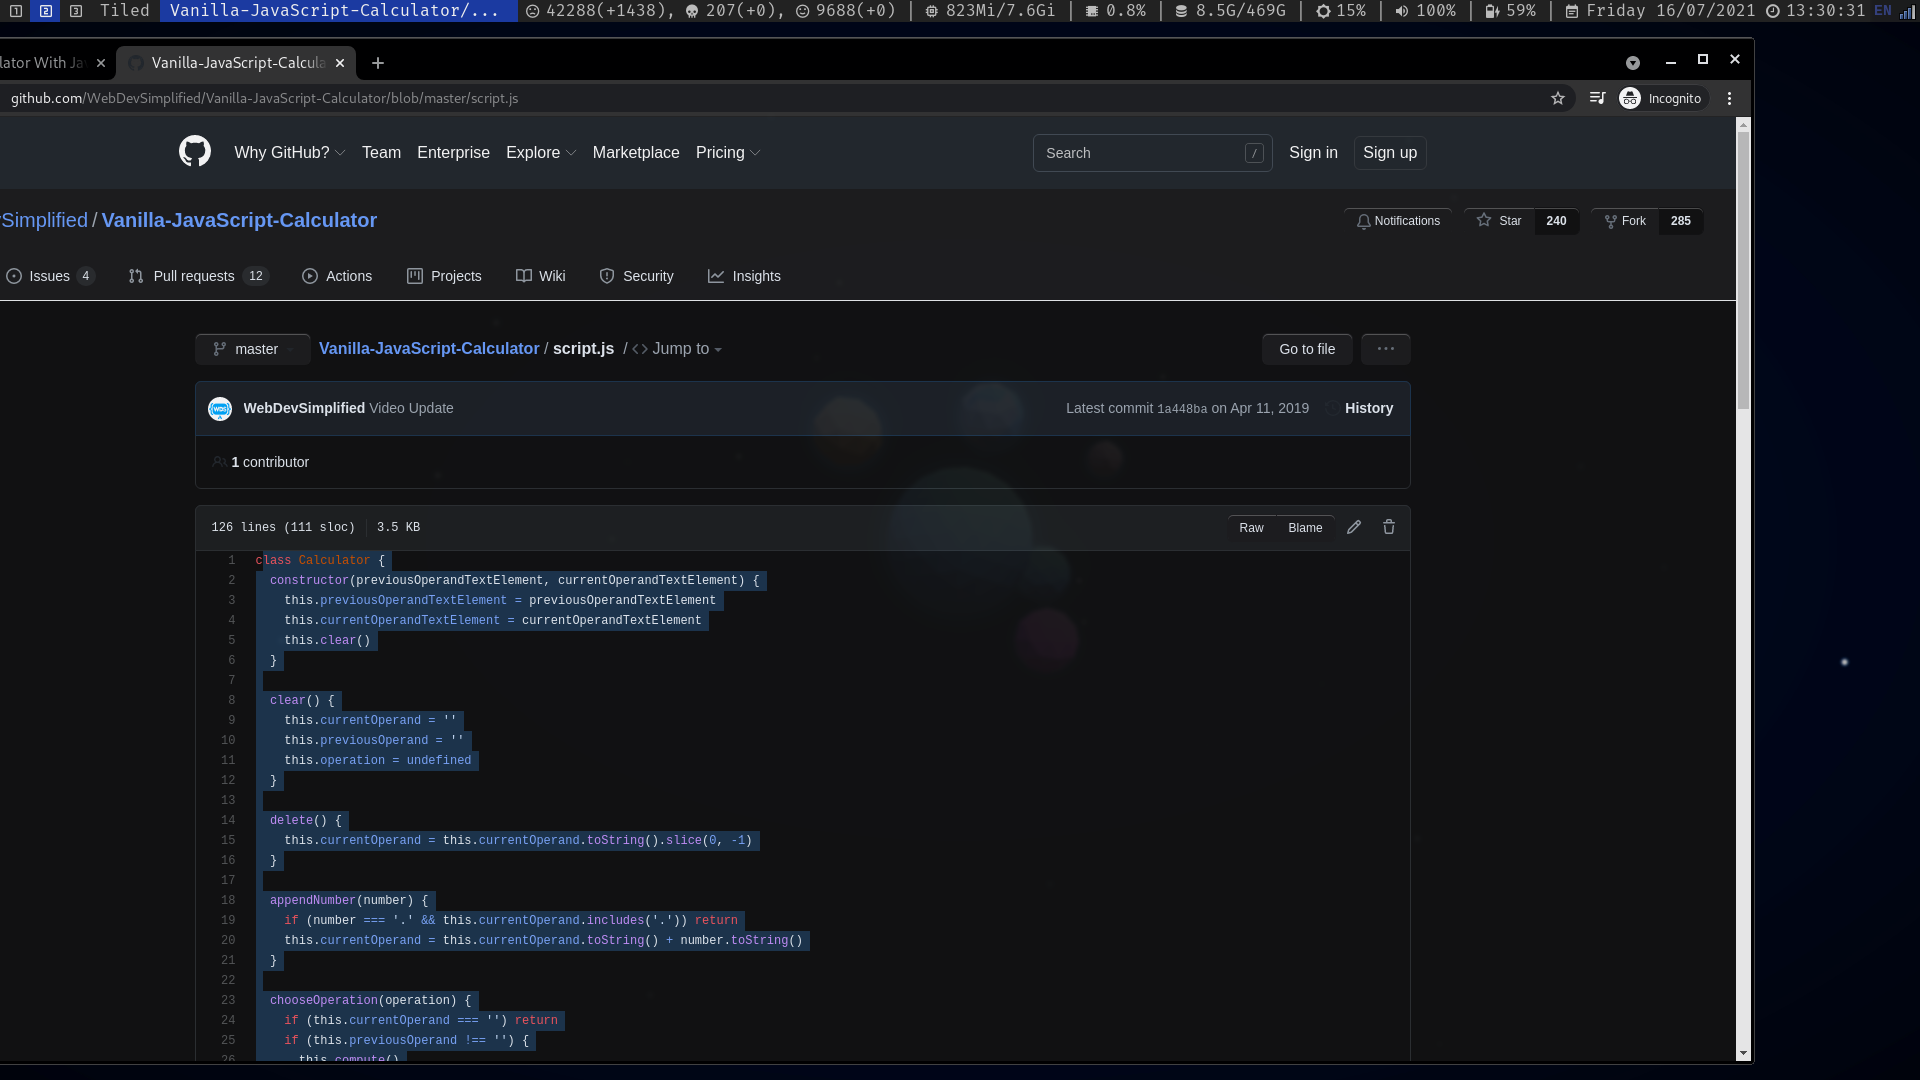 1 2 3 Tiled Vanilla-JavaScript-Calculator/... 42288(+1438), 207(+0), 9688(+0) | 823Mi/7.6Gi | 0.8% | 8.5G/469G | 15% | 100% | 59% | Friday 16/07/2021 13:30:31 EN
lator With Ja Vanilla-JavaScript-Calcula
github.com/WebDevSimplified/Vanilla-JavaScript-Calculator/blob/master/script.js Incognito
Why GitHub? Team Enterprise Explore Marketplace Pricing Search / Sign in Sign up
Simplified / Vanilla-JavaScript-Calculator Notifications Star 240 Fork 285
Issues 4 Pull requests 12 Actions Projects Wiki Security Insights
master Vanilla-JavaScript-Calculator / script.js / <> Jump to Go to file ...
WebDevSimplified Video Update Latest commit 1a448ba on Apr 11, 2019 History
1 contributor
126 lines (111 sloc) 3.5 KB Raw Blame
1 class Calculator {
2 constructor(previousOperandTextElement, currentOperandTextElement) {
3 this.previousOperandTextElement = previousOperandTextElement
4 this.currentOperandTextElement = currentOperandTextElement
5 this.clear()
6 }
7
8 clear() {
9 this.currentOperand = ''
10 this.previousOperand = ''
11 this.operation = undefined
12 }
13
14 delete() {
15 this.currentOperand = this.currentOperand.toString().slice(0, -1)
16 }
17
18 appendNumber(number) {
19 if (number === '.' && this.currentOperand.includes('.')) return
20 this.currentOperand = this.currentOperand.toString() + number.toString()
21 }
22
23 chooseOperation(operation) {
24 if (this.currentOperand === '') return
25 if (this.previousOperand !== '') {
26 this.compute()